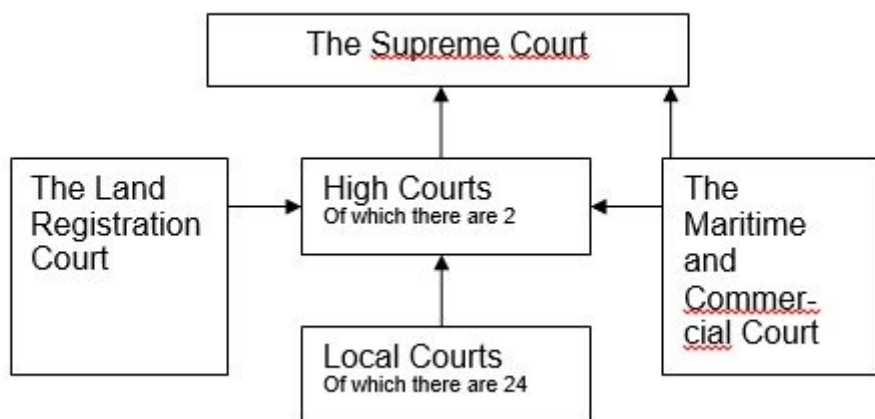 The Supreme Court
The Land
Registration
Court
High Courts
Of which there are 2
The
Maritime
and
Commer-
cial Court
Local Courts
Of which there are 24